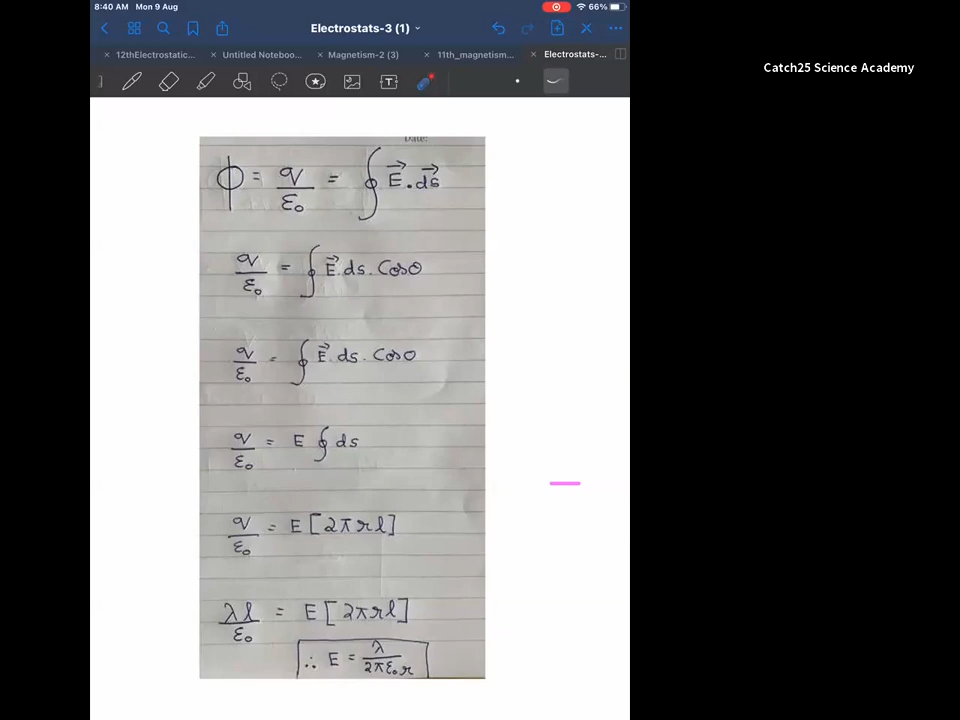 8:40 AM Mon 9 Aug
66%
Electrostats-3 (1)
12thElectrostatic... Untitled Noteboo... Magnetism-2 (3) 11th_magnetism... Electrostats-...
Catch25 Science Academy
Date:
ϕ = q/ε₀ = ∮ E⃗ . ds⃗
q/ε₀ = ∮ E⃗ ds. Cosθ
q/ε₀ = ∮ E⃗ ds. Cosθ
q/ε₀ = E ∮ ds
q/ε₀ = E [2πrl]
λl/ε₀ = E [2πrl]
∴ E = λ/2πε₀r